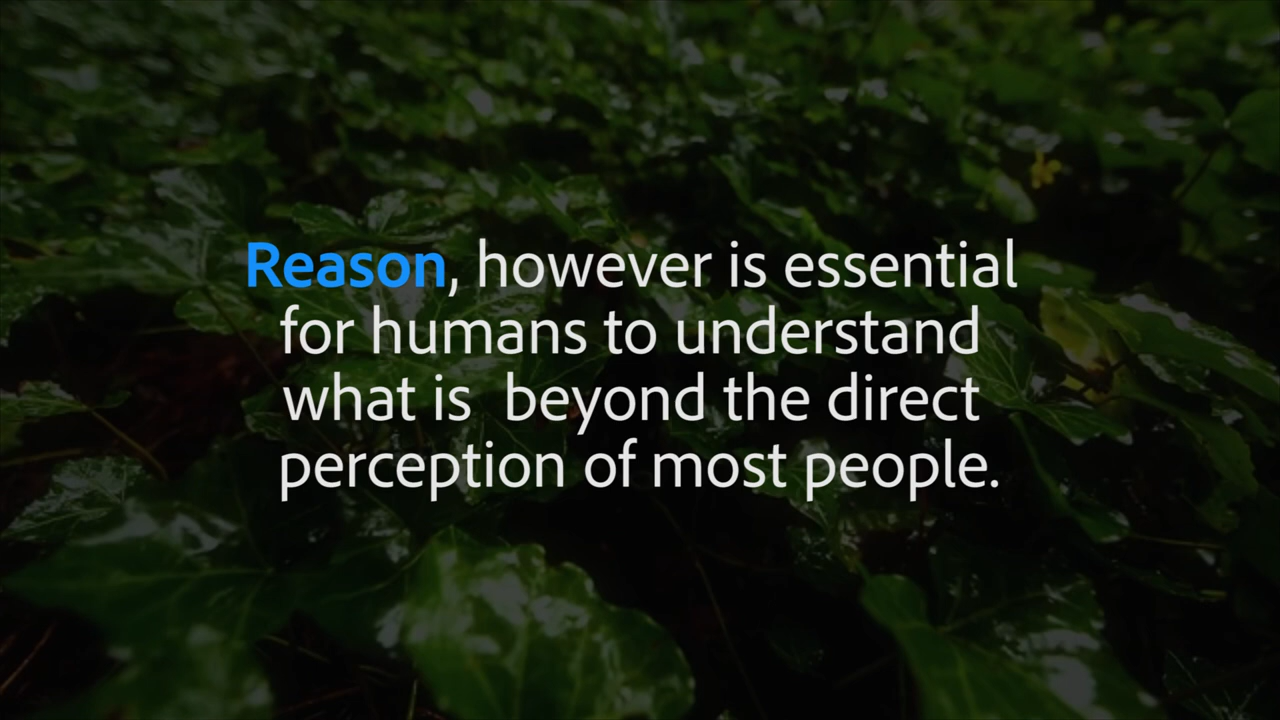 Reason, however is essential
for humans to understand
what is  beyond the direct
perception of most people.